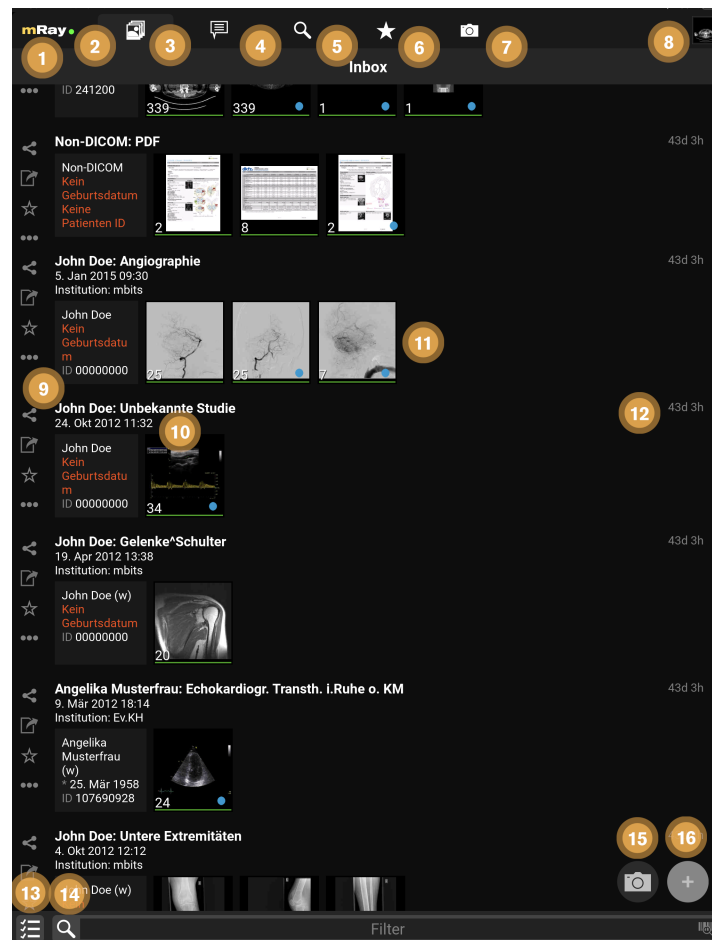 mRay
1
2
3
4
5
6
7
8
Inbox
ID 241200
339
339
1
1
Non-DICOM: PDF
43d 3h
Non-DICOM
Kein
Geburtsdatum
Keine
Patienten ID
2
8
2
John Doe: Angiographie
43d 3h
5. Jan 2015 09:30
Institution: mbits
John Doe
Kein
Geburtsdatu
m
ID 00000000
25
25
7
11
9
John Doe: Unbekannte Studie
12
43d 3h
24. Okt 2012 11:32
10
John Doe
Kein
Geburtsdatu
m
ID 00000000
34
John Doe: Gelenke^Schulter
43d 3h
19. Apr 2012 13:38
Institution: mbits
John Doe (w)
Kein
Geburtsdatum
ID 00000000
20
Angelika Musterfrau: Echokardiogr. Transth. i.Ruhe o. KM
43d 3h
9. Mär 2012 18:14
Institution: Ev.KH
Angelika
Musterfrau
(w)
* 25. Mär 1958
ID 107690928
24
John Doe: Untere Extremitäten
4. Okt 2012 12:12
Institution: mbits
15
16
13
14
Doe (w)
Filter